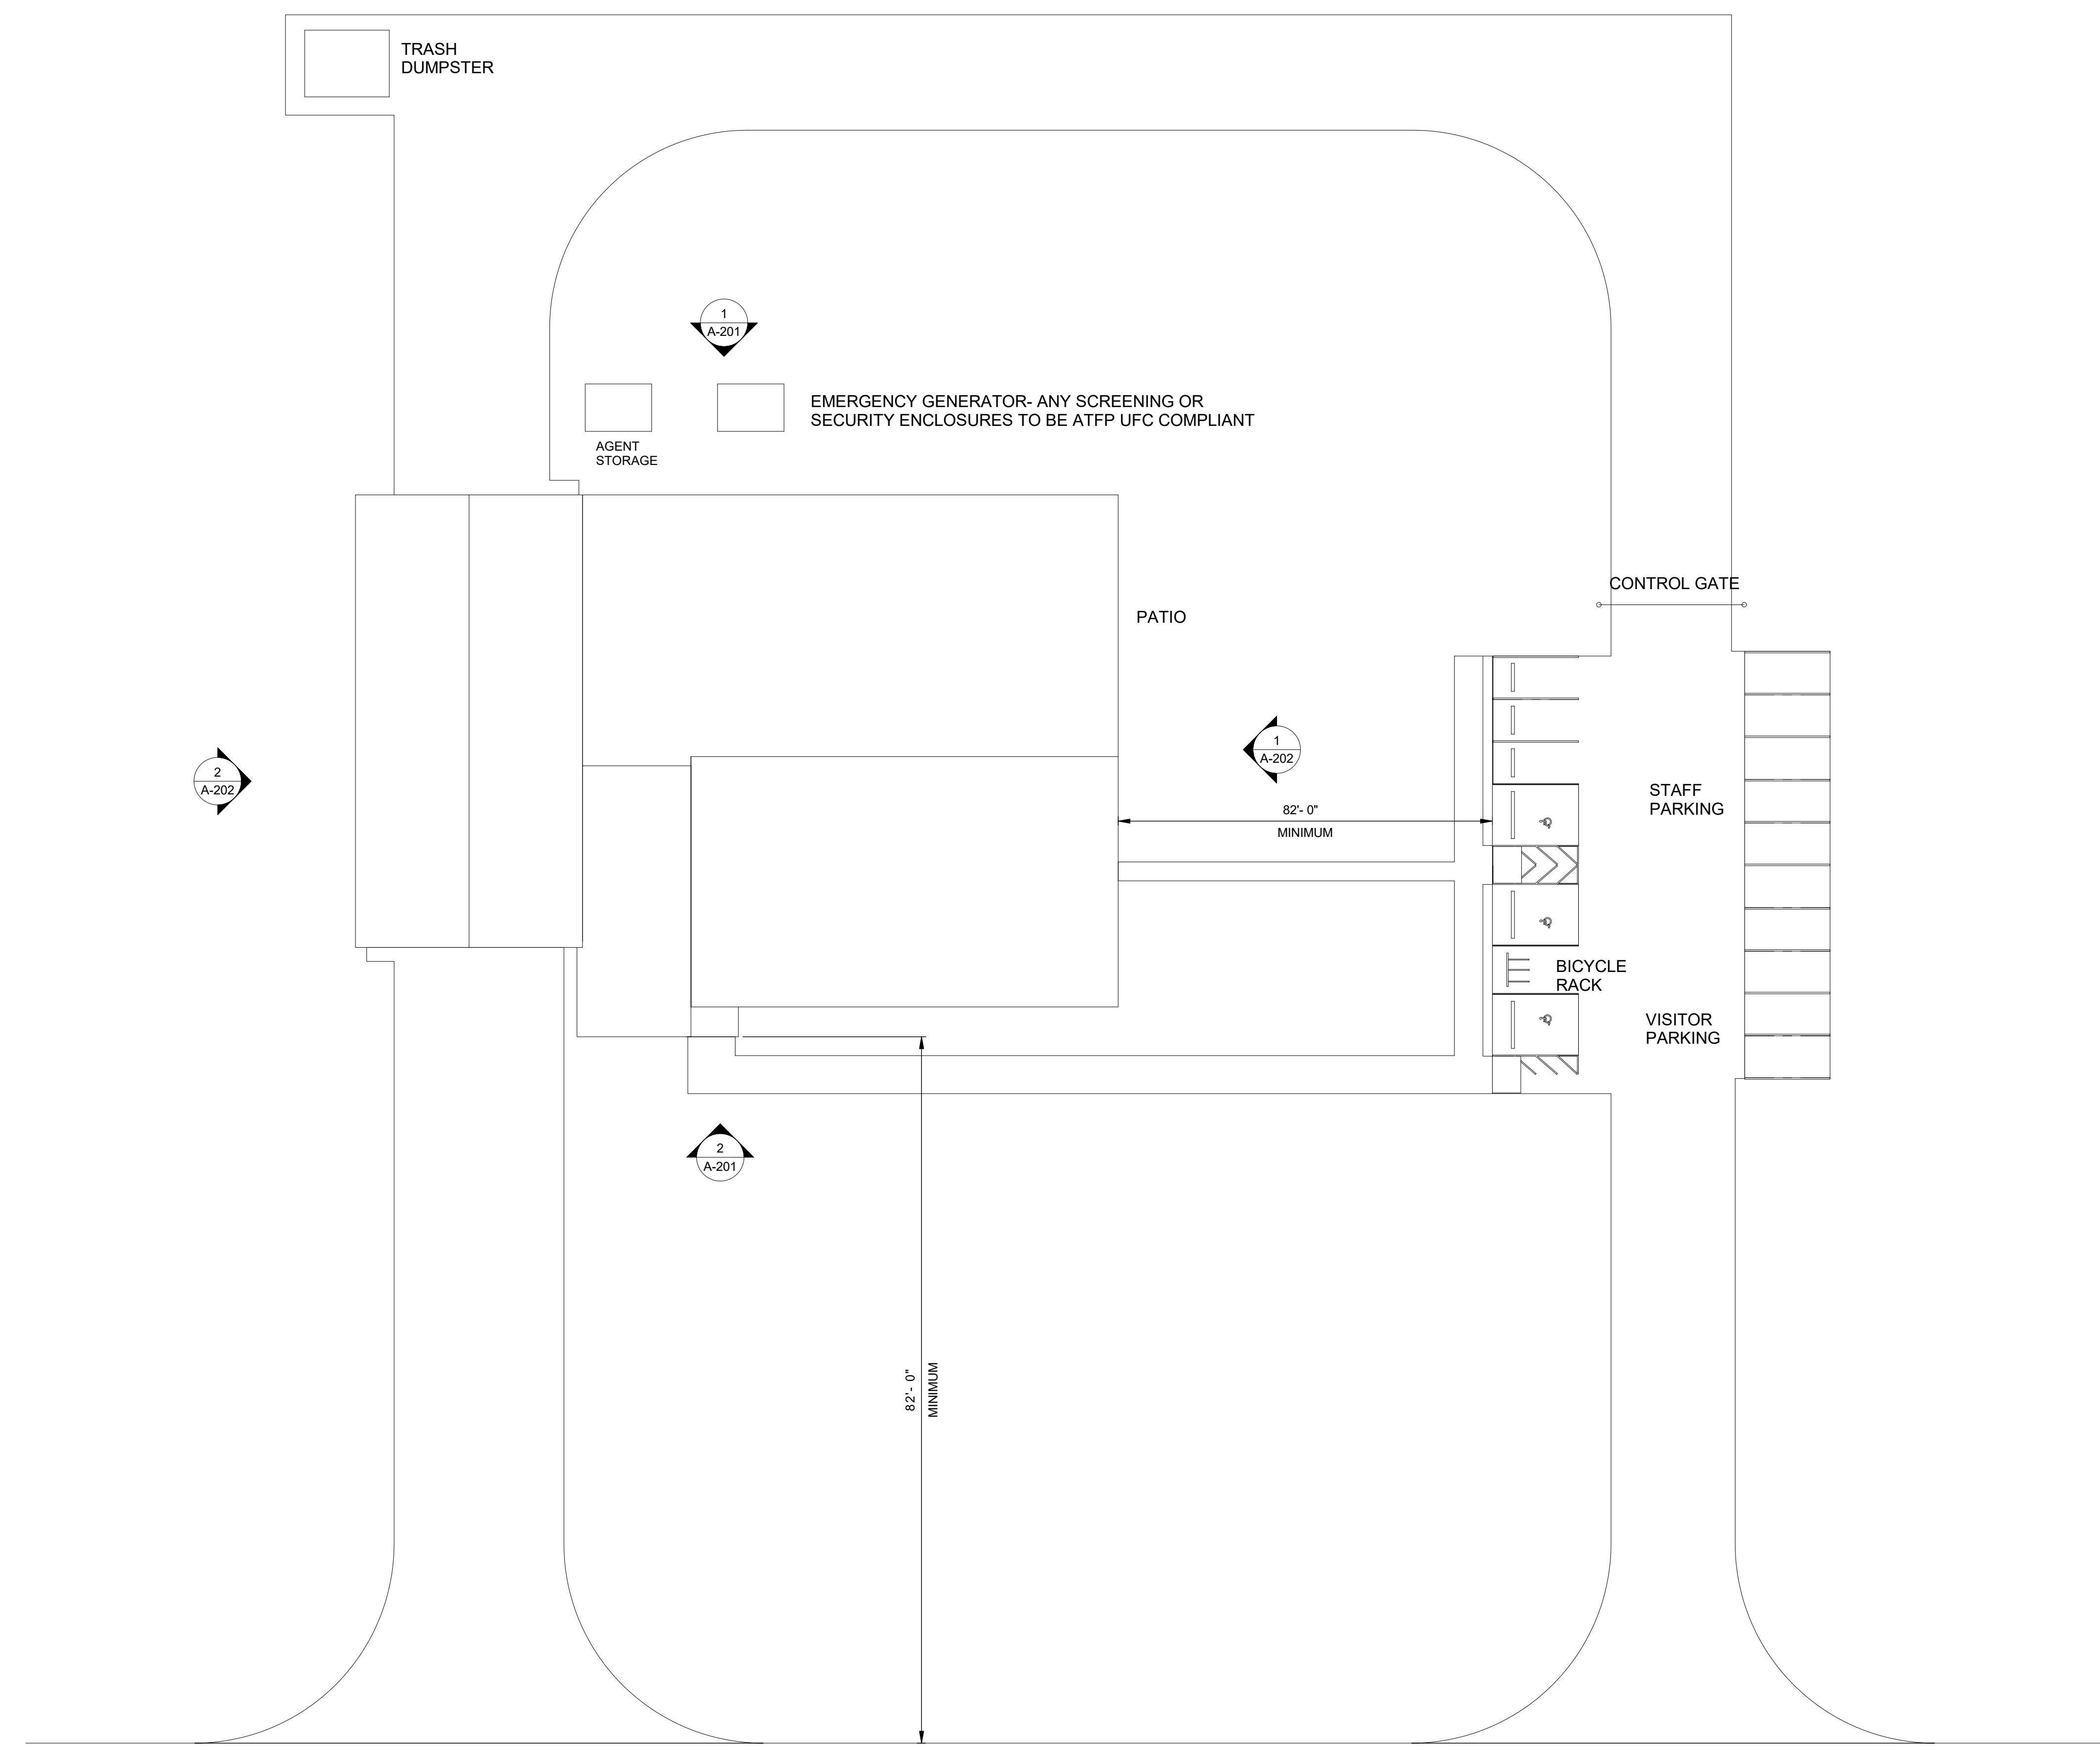 TRASH
DUMPSTER
1
A-201
EMERGENCY GENERATOR- ANY SCREENING OR
SECURITY ENCLOSURES TO BE ATFP UFC COMPLIANT
AGENT
STORAGE
CONTROL GATE
PATIO
1
A-202
2
A-202
STAFF
PARKING
82'- 0"
MINIMUM
BICYCLE
RACK
VISITOR
PARKING
2
A-201
82'- 0"
MINIMUM